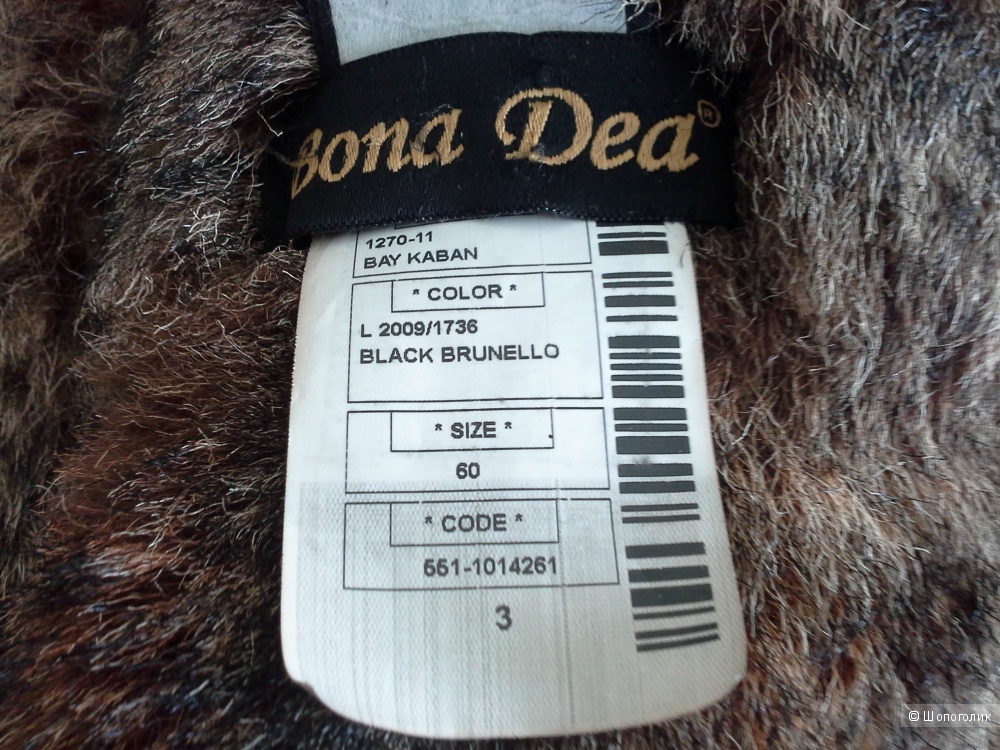 Bona Dea®
1270-11
BAY KABAN
* COLOR *
L 2009/1736
BLACK BRUNELLO
* SIZE *
60
* CODE *
551-1014261
3
© Шопоголик